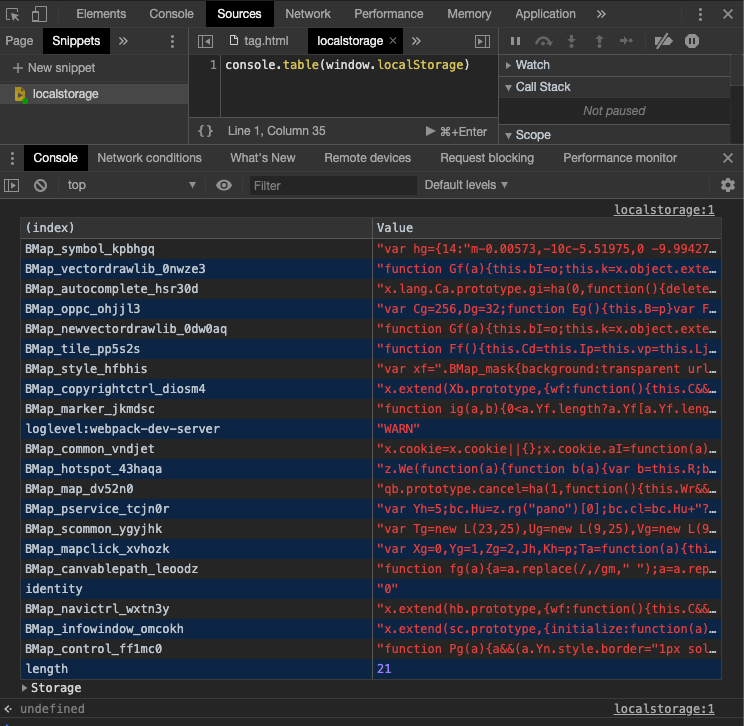 Elements Console Sources Network Performance Memory Application »
Page Snippets » tag.html localstorage × »
+ New snippet
localstorage
1 console.table(window.localStorage)
{} Line 1, Column 35 ⌘+Enter
Watch
Call Stack
Not paused
Scope
Console Network conditions What's New Remote devices Request blocking Performance monitor
top Filter Default levels
localstorage:1
(index) Value
BMap_symbol_kpbhgq "var hg={14:"m-0.00573,-10c-5.51975,0 -9.99427…
BMap_vectordrawlib_0nwze3 "function Gf(a){this.bI=o;this.k=x.object.exte…
BMap_autocomplete_hsr30d "x.lang.Ca.prototype.gi=ha(0,function(){delete…
BMap_oppc_ohjjl3 "var Cg=256,Dg=32;function Eg(){this.B=p}var F…
BMap_newvectordrawlib_0dw0aq "function Gf(a){this.bI=o;this.k=x.object.exte…
BMap_tile_pp5s2s "function Ff(){this.Cd=this.Ip=this.vp=this.Lj…
BMap_style_hfbhis "var xf=".BMap_mask{background:transparent url…
BMap_copyrightctrl_diosm4 "x.extend(Xb.prototype,{wf:function(){this.C&&…
BMap_marker_jkmdsc "function ig(a,b){0<a.Yf.length?a.Yf[a.Yf.leng…
loglevel:webpack-dev-server "WARN"
BMap_common_vndjet "x.cookie=x.cookie||{};x.cookie.aI=function(a)…
BMap_hotspot_43haqa "z.We(function(a){function b(a){var b=this.R;b…
BMap_map_dv52n0 "qb.prototype.cancel=ha(1,function(){this.Wr&&…
BMap_pservice_tcjn0r "var Yh=5;bc.Hu=z.rg("pano")[0];bc.cl=bc.Hu+"?…
BMap_scommon_ygyjhk "var Tg=new L(23,25),Ug=new L(9,25),Vg=new L(9…
BMap_mapclick_xvhozk "var Xg=0,Yg=1,Zg=2,Jh,Kh=p;Ta=function(a){thi…
BMap_canvablepath_leoodz "function fg(a){a=a.replace(/,/gm," ");a=a.rep…
identity "0"
BMap_navictrl_wxtn3y "x.extend(hb.prototype,{wf:function(){this.C&&…
BMap_infowindow_omcokh "x.extend(sc.prototype,{initialize:function(a)…
BMap_control_ff1mc0 "function Pg(a){a&&(a.Yn.style.border="1px sol…
length 21
Storage
undefined localstorage:1